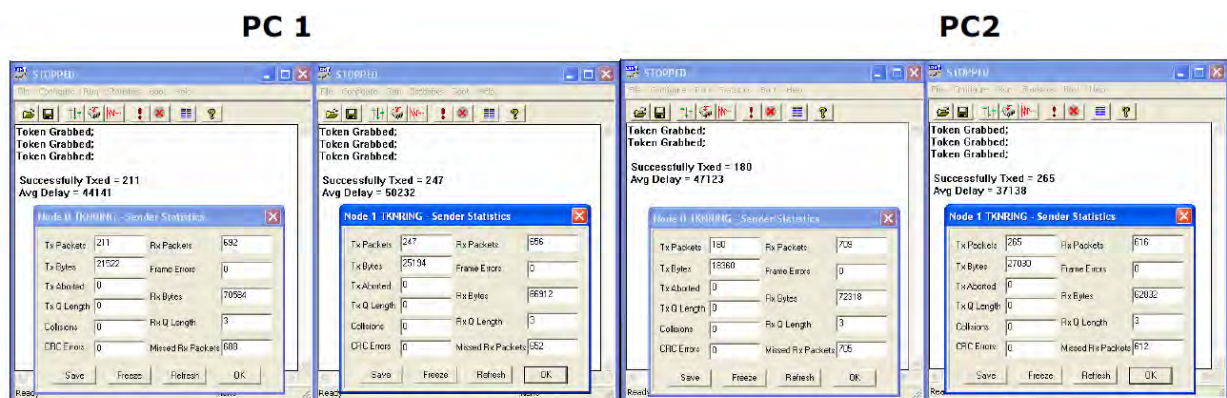 PC 1
PC2
STOPPED
Token Grabbed;
Token Grabbed;
Token Grabbed;
Successfully Txed = 211
Avg Delay = 44141
Node 0 TKNRING - Sender Statistics
Tx Packets 211 Rx Packets 692
Tx Bytes 21522 Frame Errors 0
Tx Aborted 0
Rx Bytes 70584
Tx Q Length 0
Rx Q Length 3
Collisions 0
CRC Errors 0 Missed Rx Packets 688
Save Freeze Refresh OK
Ready
STOPPED
Token Grabbed;
Token Grabbed;
Token Grabbed;
Successfully Txed = 247
Avg Delay = 50232
Node 1 TKNRING - Sender Statistics
Tx Packets 247 Rx Packets 656
Tx Bytes 25194 Frame Errors 0
Tx Aborted 0
Rx Bytes 66912
Tx Q Length 0
Rx Q Length 3
Collisions 0
CRC Errors 0 Missed Rx Packets 652
Save Freeze Refresh OK
Ready
STOPPED
Token Grabbed;
Token Grabbed;
Successfully Txed = 180
Avg Delay = 47123
Node 0 TKNRING - Sender Statistics
Tx Packets 180 Rx Packets 709
Tx Bytes 18360 Frame Errors 0
Tx Aborted 0
Rx Bytes 72318
Tx Q Length 0
Rx Q Length 3
Collisions 0
CRC Errors 0 Missed Rx Packets 705
Save Freeze Refresh OK
Ready
STOPPED
Token Grabbed;
Token Grabbed;
Token Grabbed;
Successfully Txed = 265
Avg Delay = 37138
Node 1 TKNRING - Sender Statistics
Tx Packets 265 Rx Packets 616
Tx Bytes 27030 Frame Errors 0
Tx Aborted 0
Rx Bytes 62832
Tx Q Length 0
Rx Q Length 3
Collisions 0
CRC Errors 0 Missed Rx Packets 612
Save Freeze Refresh OK